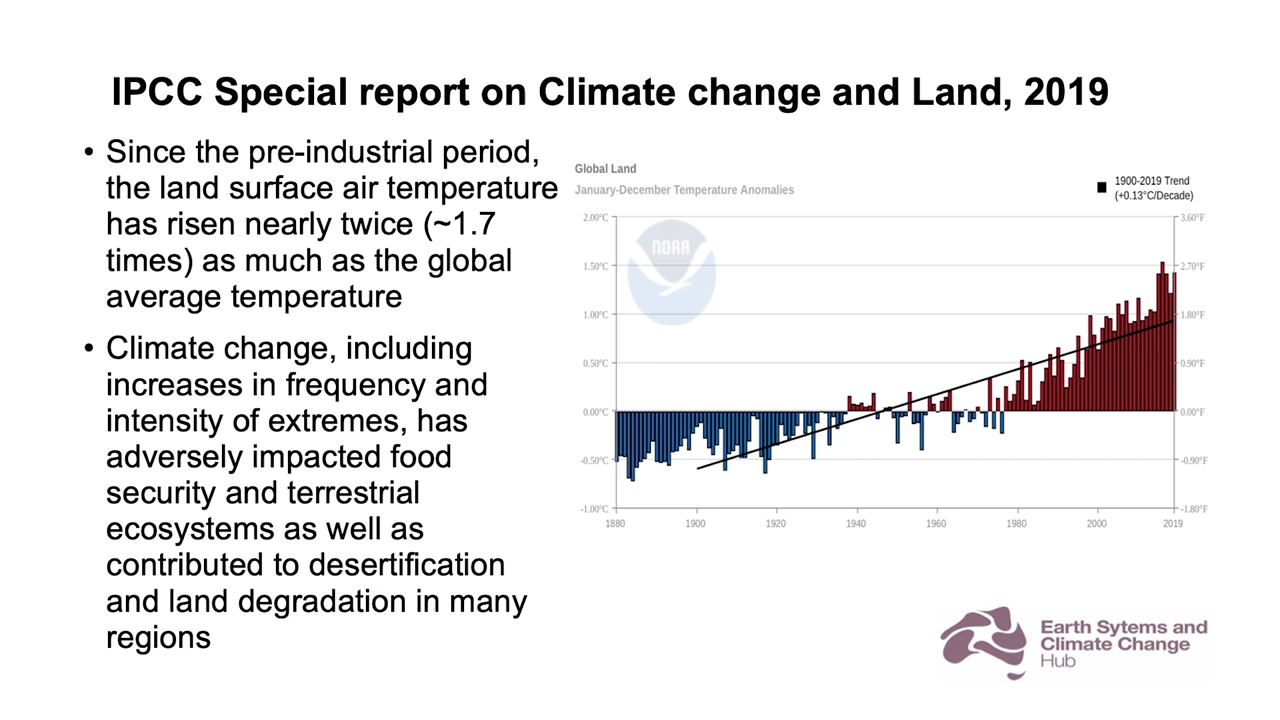 IPCC Special report on Climate change and Land, 2019
• Since the pre-industrial period,
the land surface air temperature
has risen nearly twice (~1.7
times) as much as the global
average temperature
• Climate change, including
increases in frequency and
intensity of extremes, has
adversely impacted food
security and terrestrial
ecosystems as well as
contributed to desertification
and land degradation in many
regions
Global Land
January-December Temperature Anomalies
1900-2019 Trend
(+0.13°C/Decade)
NOAA
2.00°C 3.60°F
1.50°C 2.70°F
1.00°C 1.80°F
0.50°C 0.90°F
0.00°C 0.00°F
-0.50°C -0.90°F
-1.00°C -1.80°F
1880 1900 1920 1940 1960 1980 2000 2019
Earth Sytems and
Climate Change
Hub